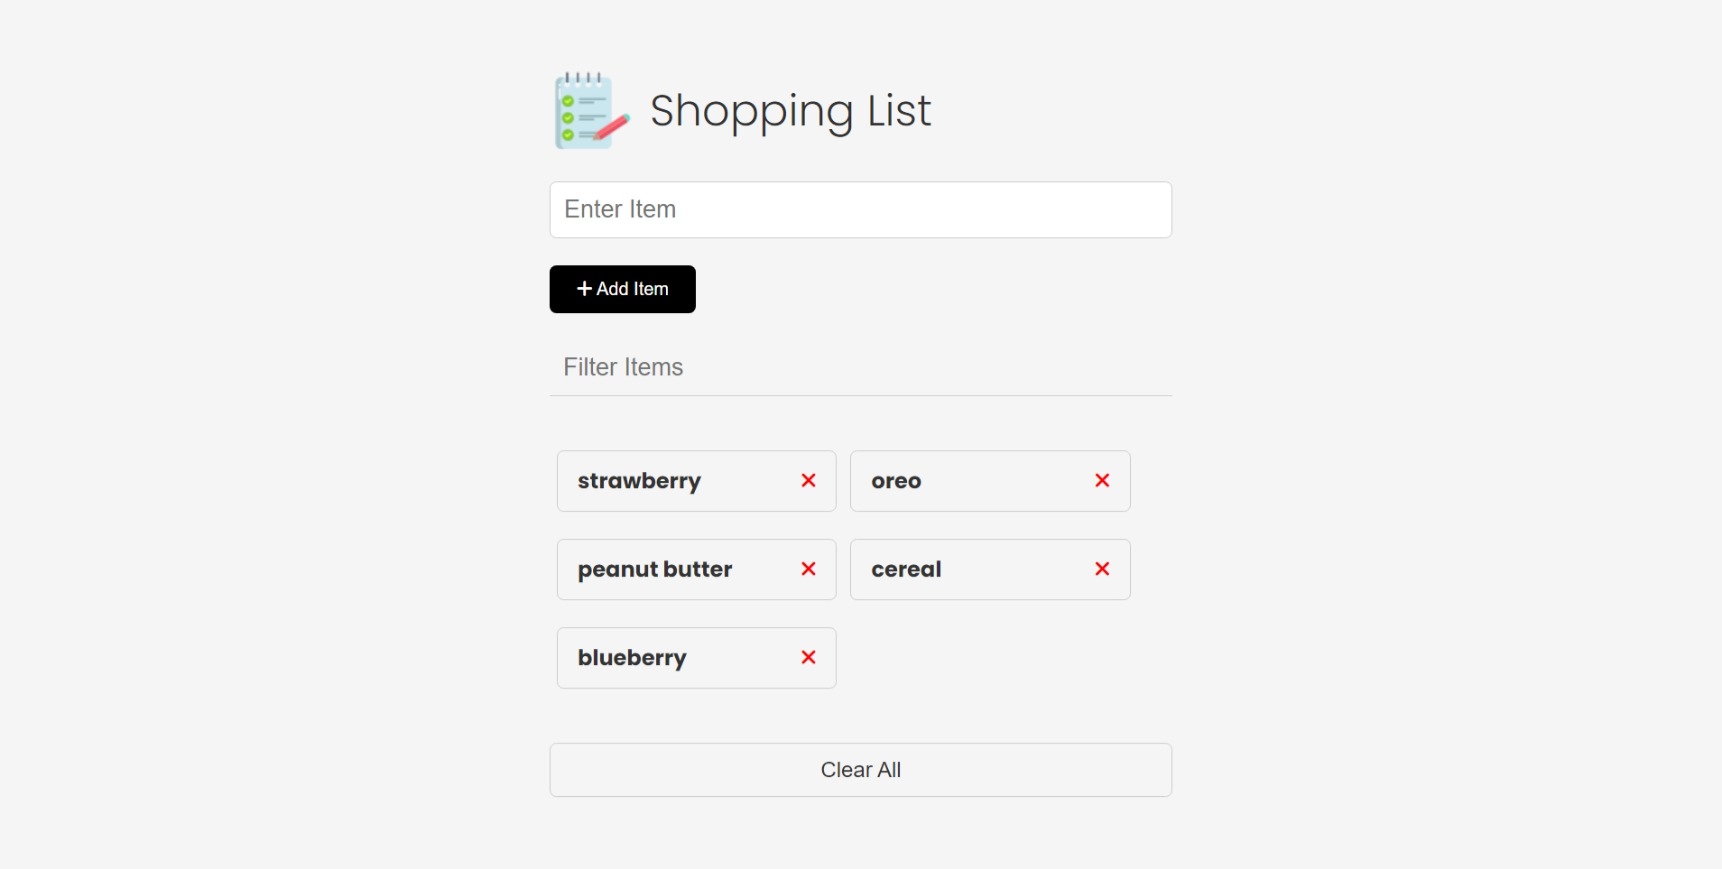 Shopping List
Enter Item
Add Item
Filter Items
strawberry
oreo
peanut butter
cereal
blueberry
Clear All